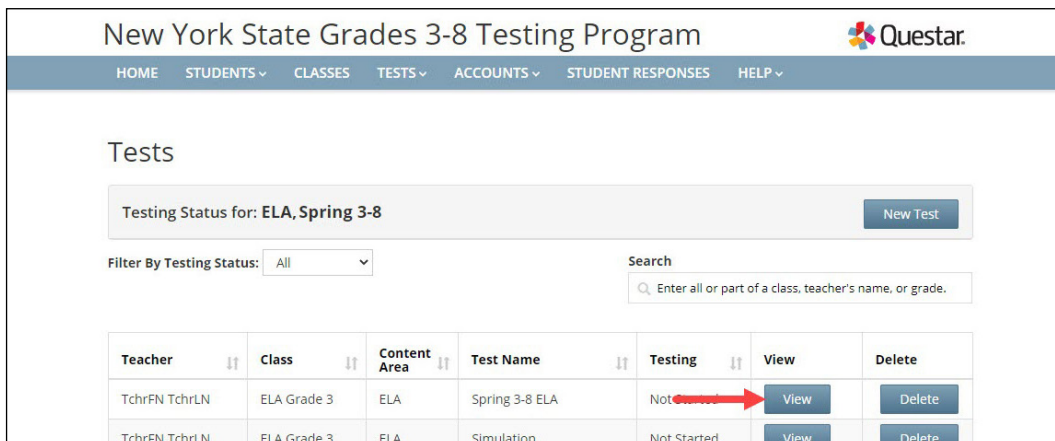 New York State Grades 3-8 Testing Program
Questar.
HOME STUDENTS CLASSES TESTS ACCOUNTS STUDENT RESPONSES HELP
Tests
Testing Status for: ELA, Spring 3-8 New Test
Filter By Testing Status: All
Search
Enter all or part of a class, teacher's name, or grade.
Teacher Class Content Area Test Name Testing View Delete
TchrFN TchrLN ELA Grade 3 ELA Spring 3-8 ELA Not Started View Delete
TchrFN TchrLN ELA Grade 3 ELA Simulation Not Started View Delete